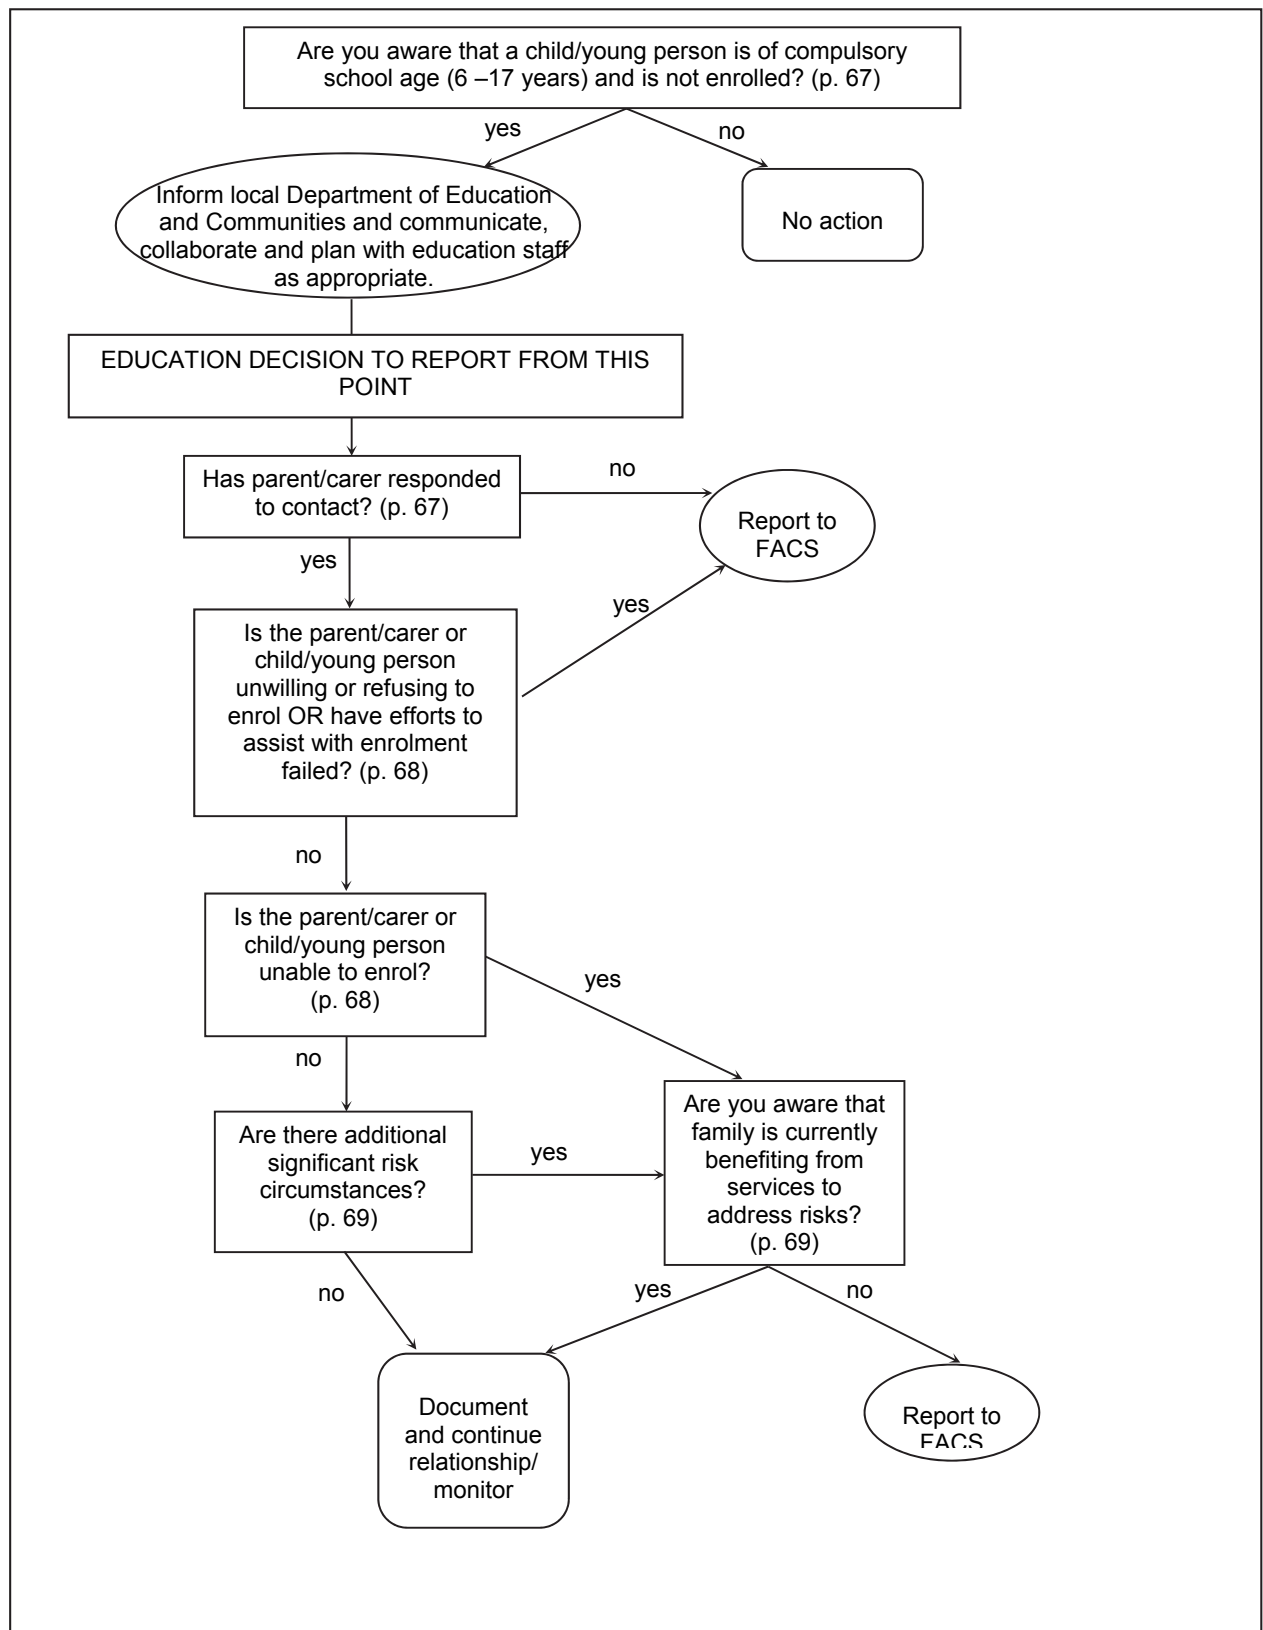 Are you aware that a child/young person is of compulsory
school age (6 –17 years) and is not enrolled? (p. 67)
yes
no
Inform local Department of Education
and Communities and communicate,
collaborate and plan with education staff
as appropriate.
No action
EDUCATION DECISION TO REPORT FROM THIS
POINT
Has parent/carer responded
to contact? (p. 67)
no
Report to
FACS
yes
yes
Is the parent/carer or
child/young person
unwilling or refusing to
enrol OR have efforts to
assist with enrolment
failed? (p. 68)
no
Is the parent/carer or
child/young person
unable to enrol?
(p. 68)
yes
no
Are there additional
significant risk
circumstances?
(p. 69)
yes
Are you aware that
family is currently
benefiting from
services to
address risks?
(p. 69)
no
yes
no
Document
and continue
relationship/
monitor
Report to
FACS